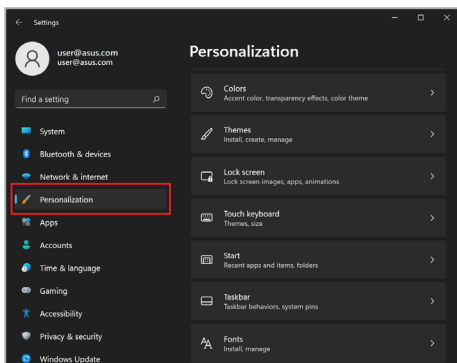 Settings
user@asus.com
user@asus.com
Find a setting
System
Bluetooth & devices
Network & internet
Personalization
Apps
Accounts
Time & language
Gaming
Accessibility
Privacy & security
Windows Update
Personalization
Colors
Accent color, transparency effects, color theme
Themes
Install, create, manage
Lock screen
Lock screen images, apps, animations
Touch keyboard
Themes, size
Start
Recent apps and items, folders
Taskbar
Taskbar behaviors, system pins
Fonts
Install, manage